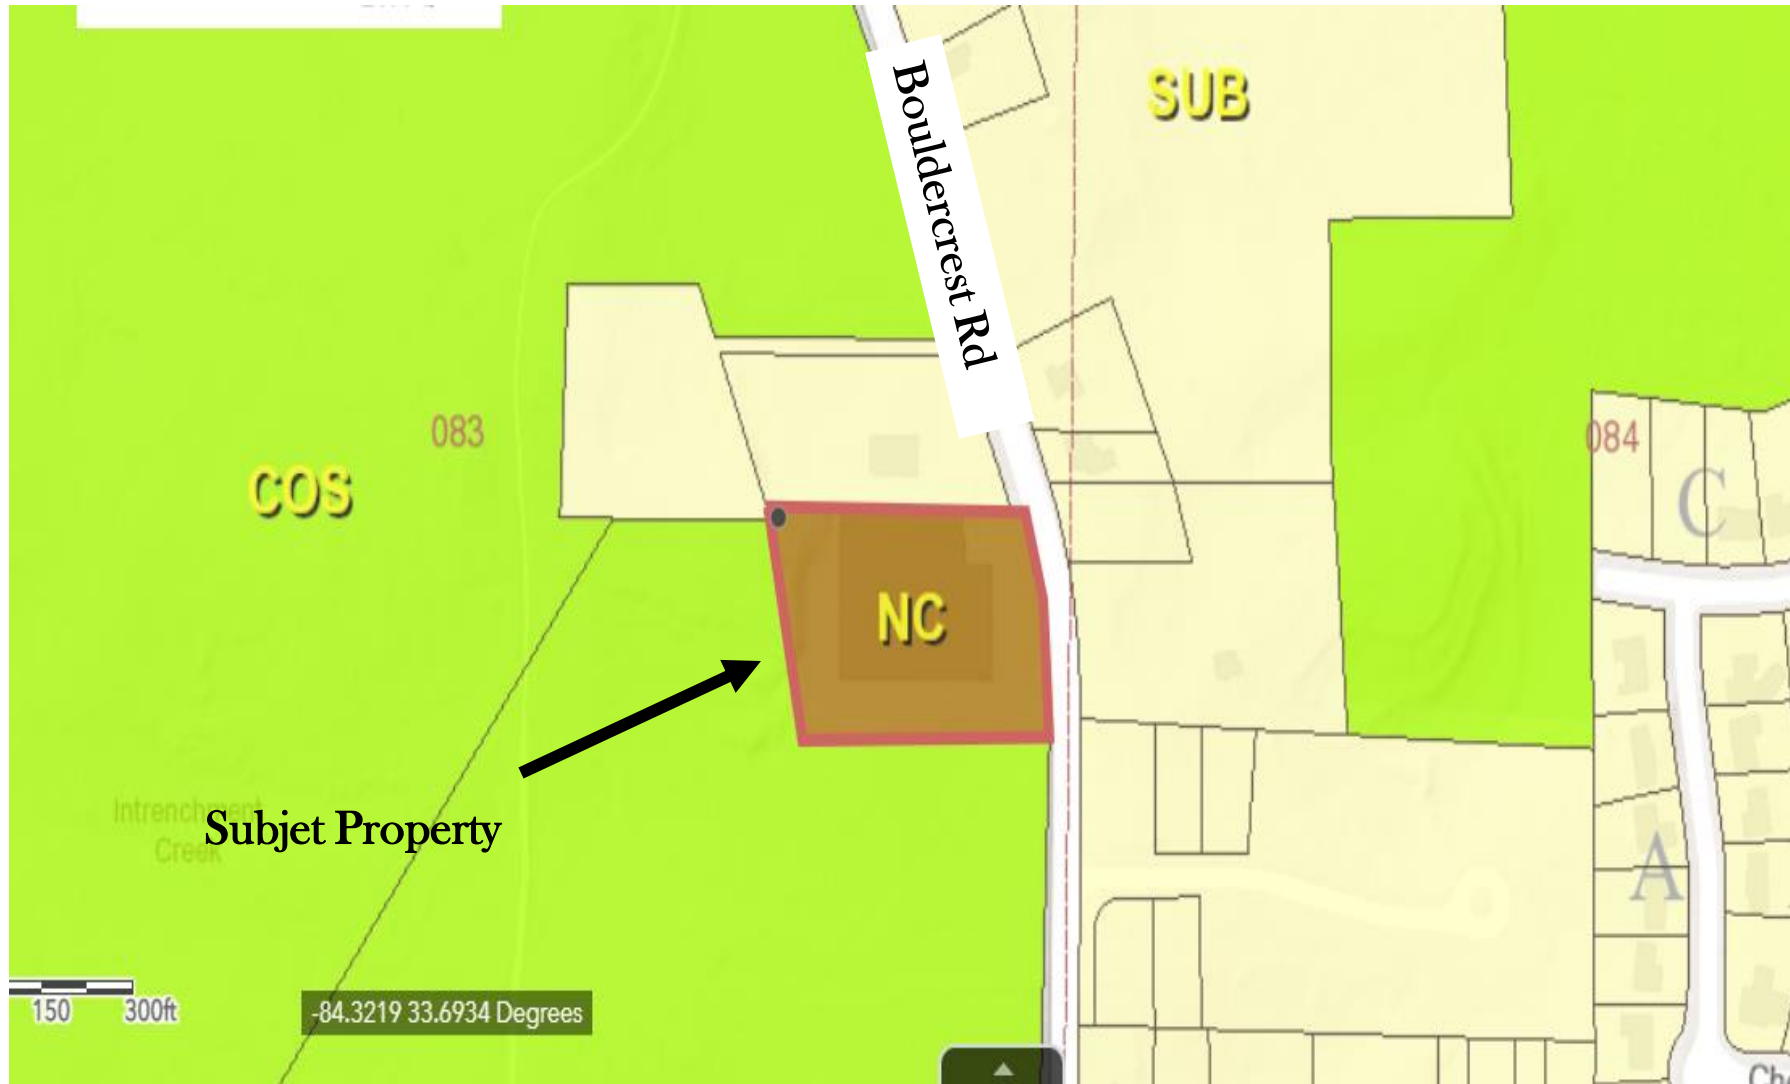 Bouldercrest Rd
SUB
083
084
COS
C
NC
Intrenchment
Creek
Subjet Property
A
150 300ft
-84.3219 33.6934 Degrees